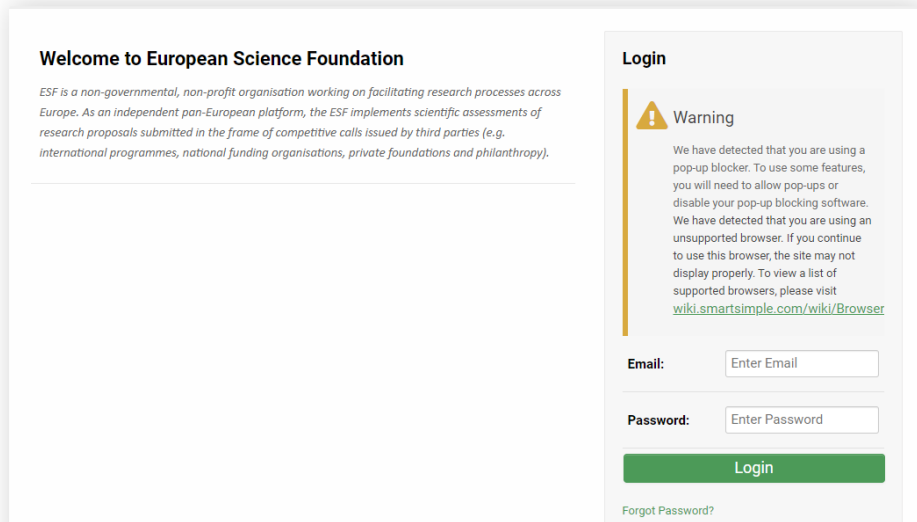 Welcome to European Science Foundation
ESF is a non-governmental, non-profit organisation working on facilitating research processes across
Europe. As an independent pan-European platform, the ESF implements scientific assessments of
research proposals submitted in the frame of competitive calls issued by third parties (e.g.
international programmes, national funding organisations, private foundations and philanthropy).
Login
Warning
We have detected that you are using a
pop-up blocker. To use some features,
you will need to allow pop-ups or
disable your pop-up blocking software.
We have detected that you are using an
unsupported browser. If you continue
to use this browser, the site may not
display properly. To view a list of
supported browsers, please visit
wiki.smartsimple.com/wiki/Browser
Email:
Enter Email
Password:
Enter Password
Login
Forgot Password?